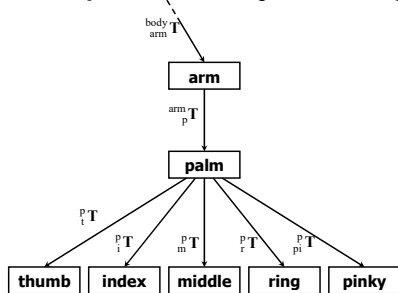 body arm T
arm
arm p T
palm
p t T
p i T
p m T
p r T
p pi T
thumb
index
middle
ring
pinky